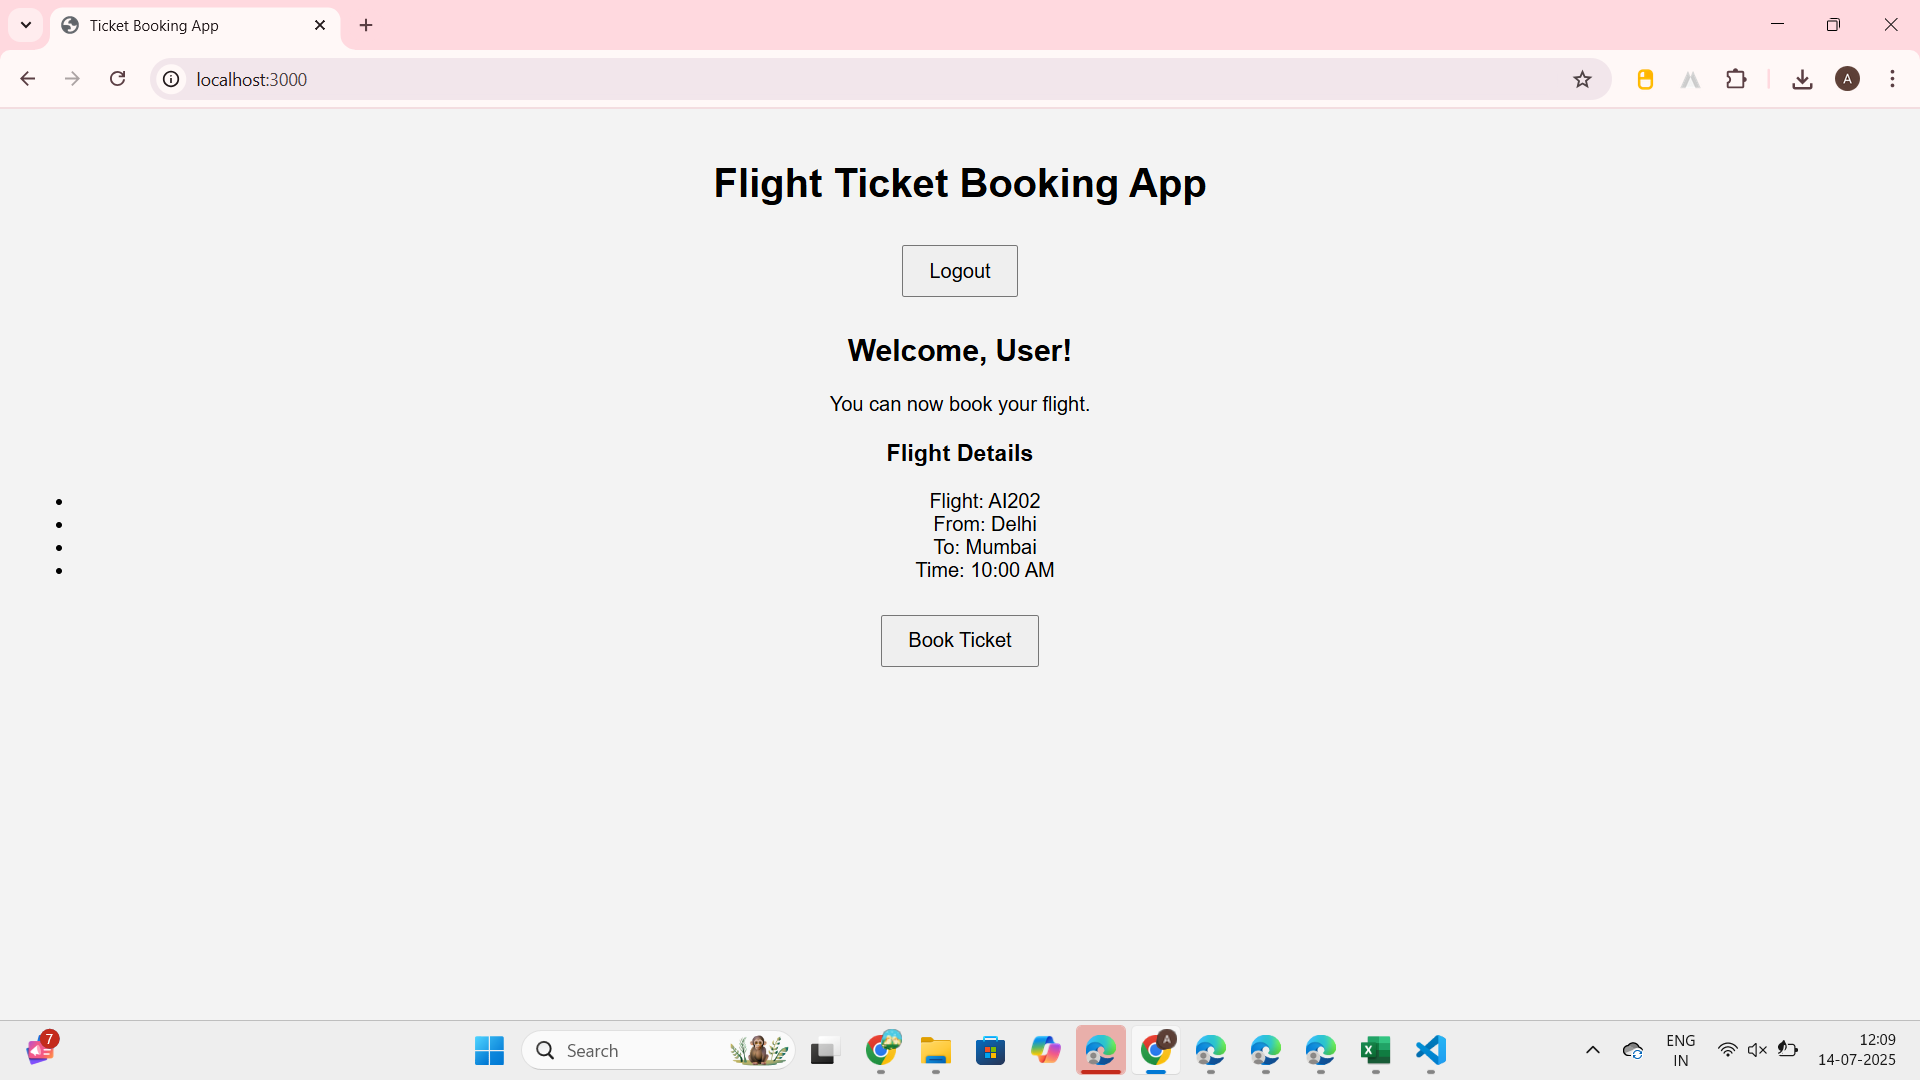 Ticket Booking App
localhost:3000
A
Flight Ticket Booking App
Logout
Welcome, User!
You can now book your flight.
Flight Details
• Flight: AI202
• From: Delhi
• To: Mumbai
• Time: 10:00 AM
Book Ticket
7
Search
A
ENG
IN
12:09
14-07-2025